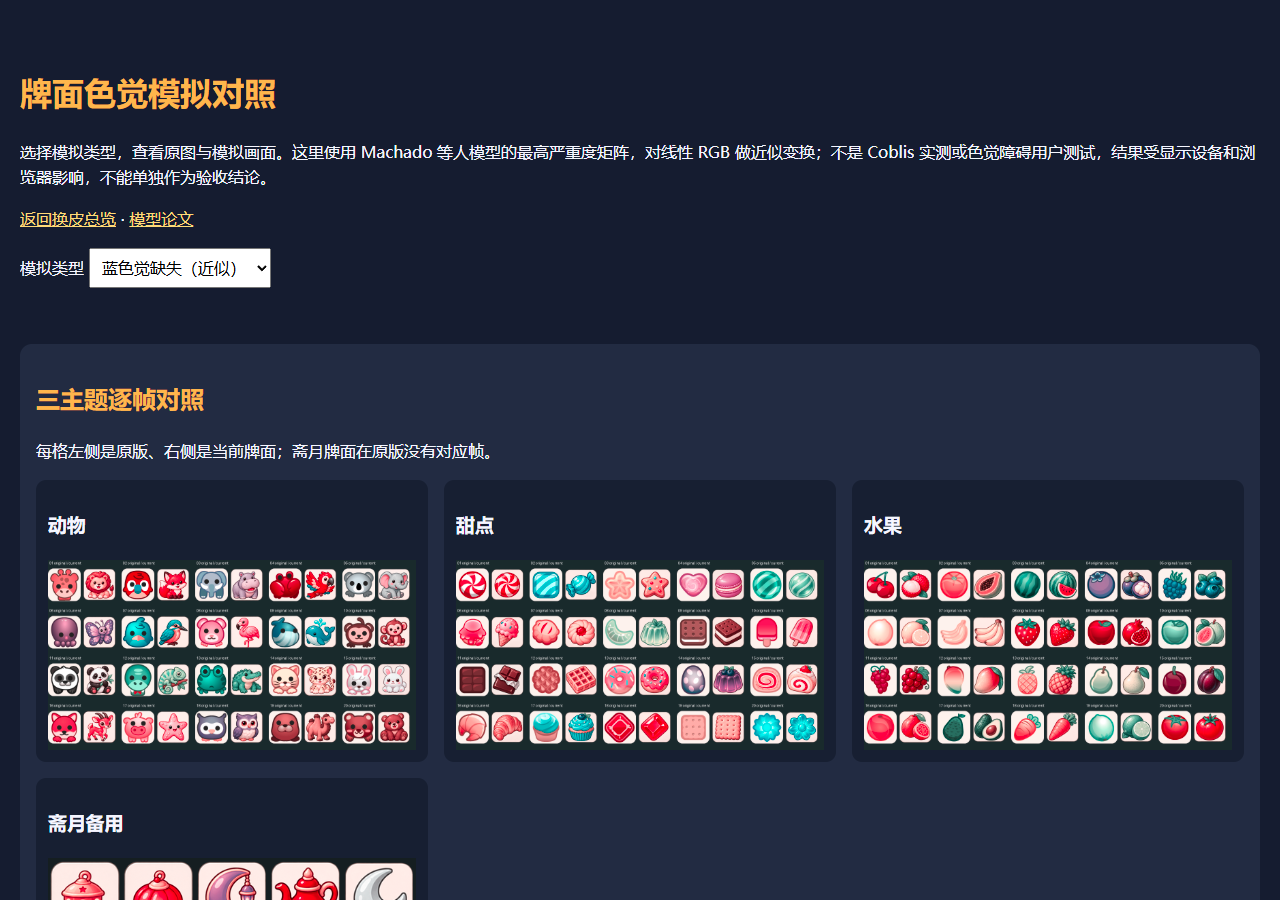 牌面色觉模拟对照
选择模拟类型，查看原图与模拟画面。这里使用 Machado 等人模型的最高严重度矩阵，对线性 RGB 做近似变换；不是 Coblis 实测或色觉障碍用户测试，结果受显示设备和浏
览器影响，不能单独作为验收结论。
返回换皮总览 · 模型论文
模拟类型 蓝色觉缺失（近似）
三主题逐帧对照
每格左侧是原版、右侧是当前牌面；斋月牌面在原版没有对应帧。
动物
甜点
水果
斋月备用